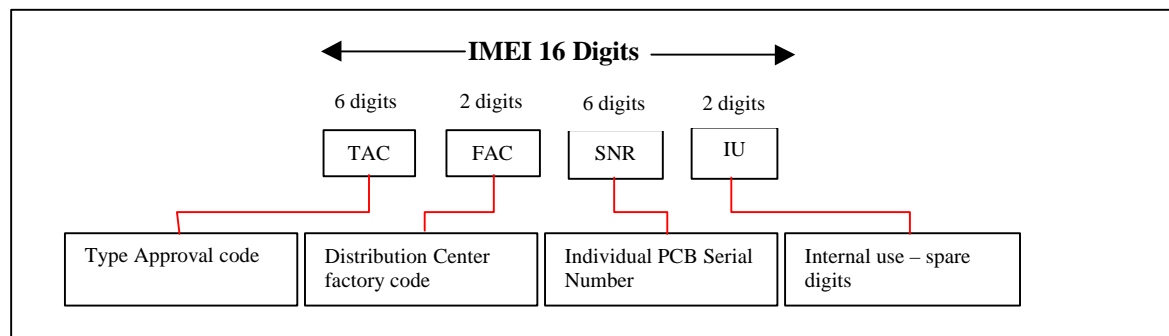 IMEI 16 Digits
6 digits 2 digits 6 digits 2 digits
TAC FAC SNR IU
Type Approval code
Distribution Center
factory code
Individual PCB Serial
Number
Internal use – spare
digits